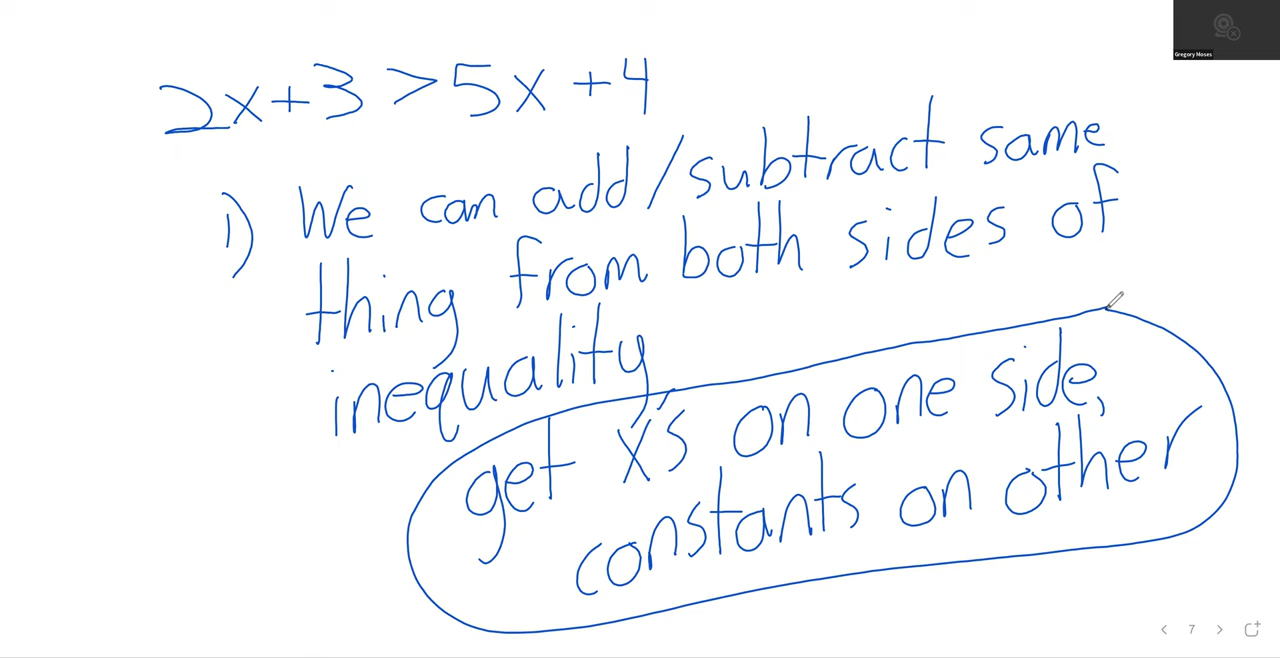 Gregory Moses
2x+3>5x+4
1) We can add/subtract same
thing from both sides of
inequality
get x's on one side,
constants on other
7